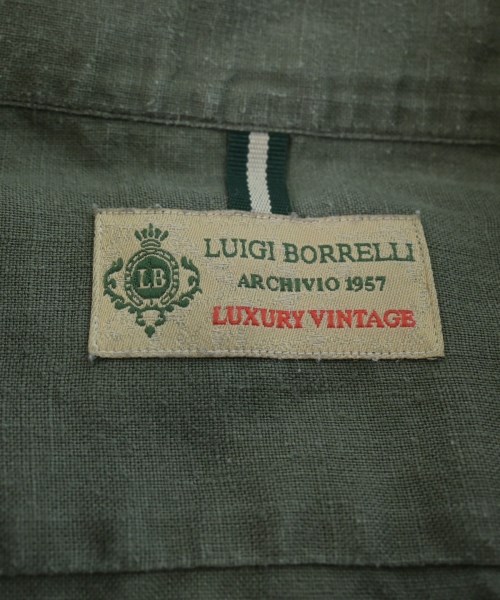 LB
LUIGI BORRELLI
ARCHIVIO 1957
LUXURY VINTAGE